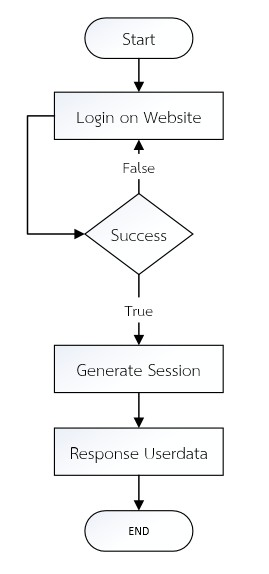 Start
Login on Website
False
Success
True
Generate Session
Response Userdata
END